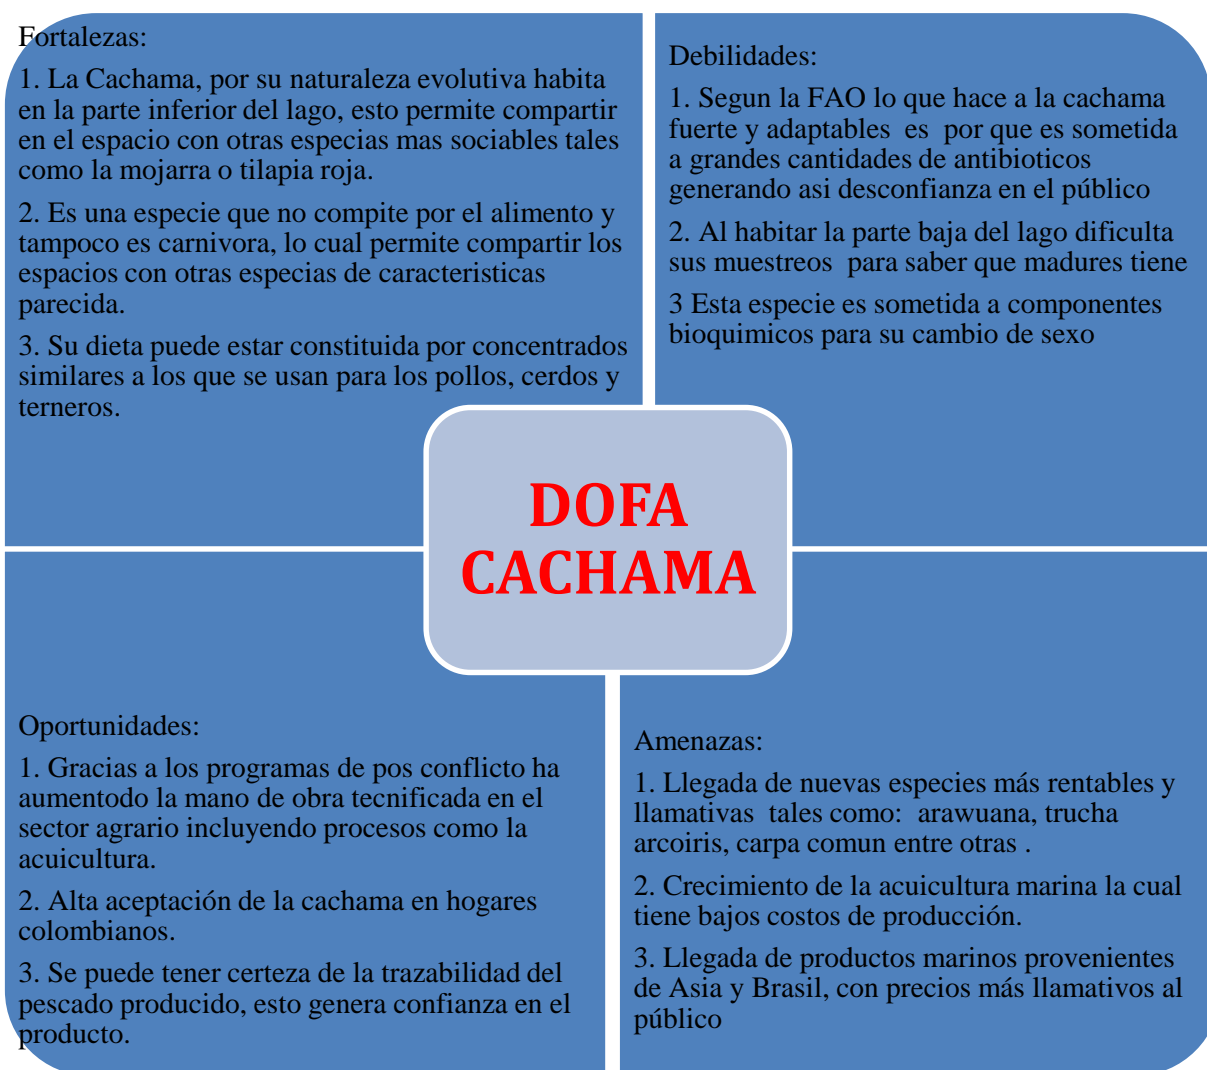 Fortalezas:
1. La Cachama, por su naturaleza evolutiva habita
en la parte inferior del lago, esto permite compartir
en el espacio con otras especias mas sociables tales
como la mojarra o tilapia roja.
2. Es una especie que no compite por el alimento y
tampoco es carnivora, lo cual permite compartir los
espacios con otras especias de caracteristicas
parecida.
3. Su dieta puede estar constituida por concentrados
similares a los que se usan para los pollos, cerdos y
terneros.
Debilidades:
1. Segun la FAO lo que hace a la cachama
fuerte y adaptables es por que es sometida
a grandes cantidades de antibioticos
generando asi desconfianza en el público
2. Al habitar la parte baja del lago dificulta
sus muestreos para saber que madures tiene
3 Esta especie es sometida a componentes
bioquimicos para su cambio de sexo
DOFA
CACHAMA
Oportunidades:
1. Gracias a los programas de pos conflicto ha
aumentodo la mano de obra tecnificada en el
sector agrario incluyendo procesos como la
acuicultura.
2. Alta aceptación de la cachama en hogares
colombianos.
3. Se puede tener certeza de la trazabilidad del
pescado producido, esto genera confianza en el
producto.
Amenazas:
1. Llegada de nuevas especies más rentables y
llamativas tales como: arawuana, trucha
arcoiris, carpa comun entre otras .
2. Crecimiento de la acuicultura marina la cual
tiene bajos costos de producción.
3. Llegada de productos marinos provenientes
de Asia y Brasil, con precios más llamativos al
público